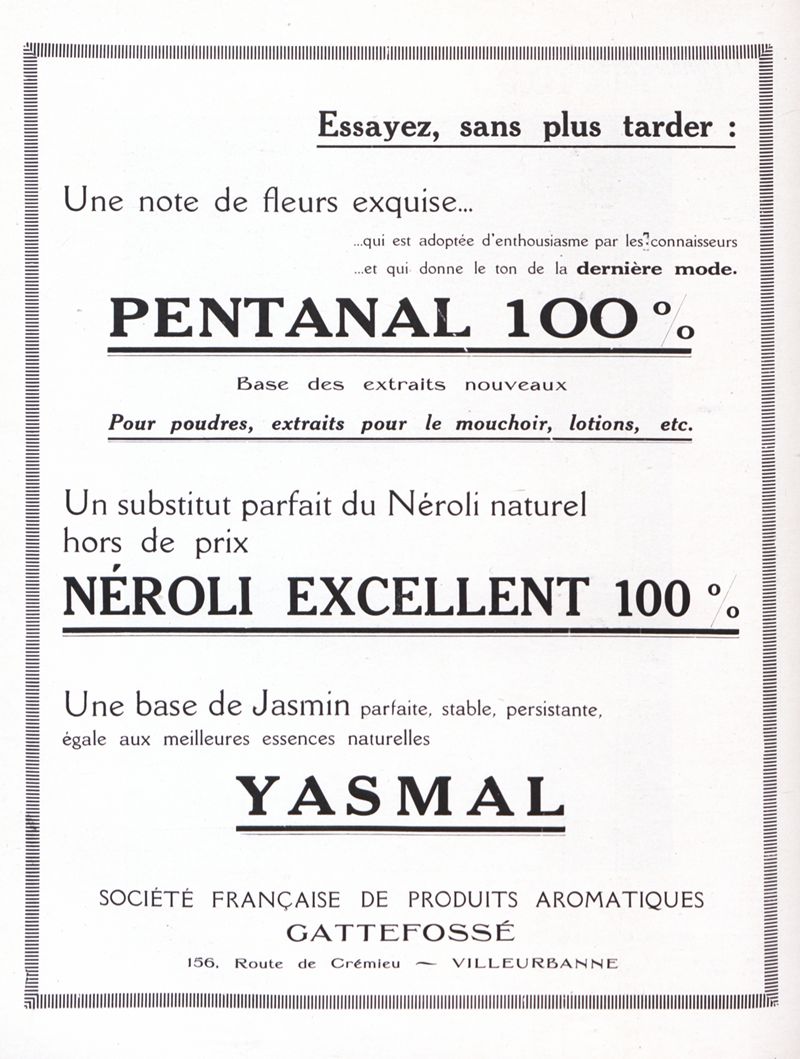 Essayez, sans plus tarder :
Une note de fleurs exquise...
...qui est adoptée d'enthousiasme par les connaisseurs
...et qui donne le ton de la dernière mode.
PENTANAL 100 %
Base des extraits nouveaux
Pour poudres, extraits pour le mouchoir, lotions, etc.
Un substitut parfait du Néroli naturel
hors de prix
NÉROLI EXCELLENT 100 %
Une base de Jasmin parfaite, stable, persistante,
égale aux meilleures essences naturelles
YASMAL
SOCIÉTÉ FRANÇAISE DE PRODUITS AROMATIQUES
GATTEFOSSÉ
156, Route de Crémieu — VILLEURBANNE